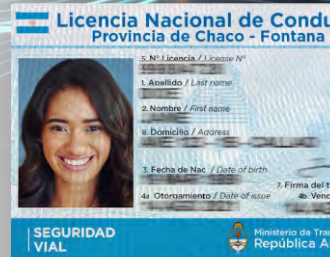 Licencia Nacional de Condu
Provincia de Chaco - Fontana
5. Nº Licencia / License Nº
1. Apellido / Last name
2. Nombre / First name
8. Domicilio / Address
3. Fecha de Nac. / Date of birth
7. Firma del t
4a. Otorgamiento / Date of issue
4b. Venc
SEGURIDAD
VIAL
Ministerio de Tran
República A